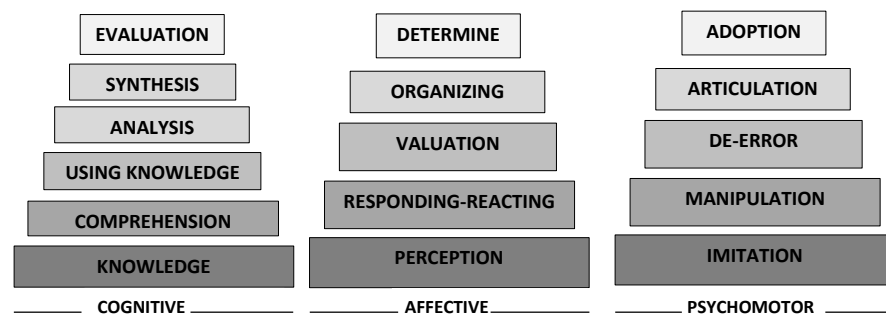 EVALUATION
SYNTHESIS
ANALYSIS
USING KNOWLEDGE
COMPREHENSION
KNOWLEDGE
COGNITIVE
DETERMINE
ORGANIZING
VALUATION
RESPONDING-REACTING
PERCEPTION
AFFECTIVE
ADOPTION
ARTICULATION
DE-ERROR
MANIPULATION
IMITATION
PSYCHOMOTOR